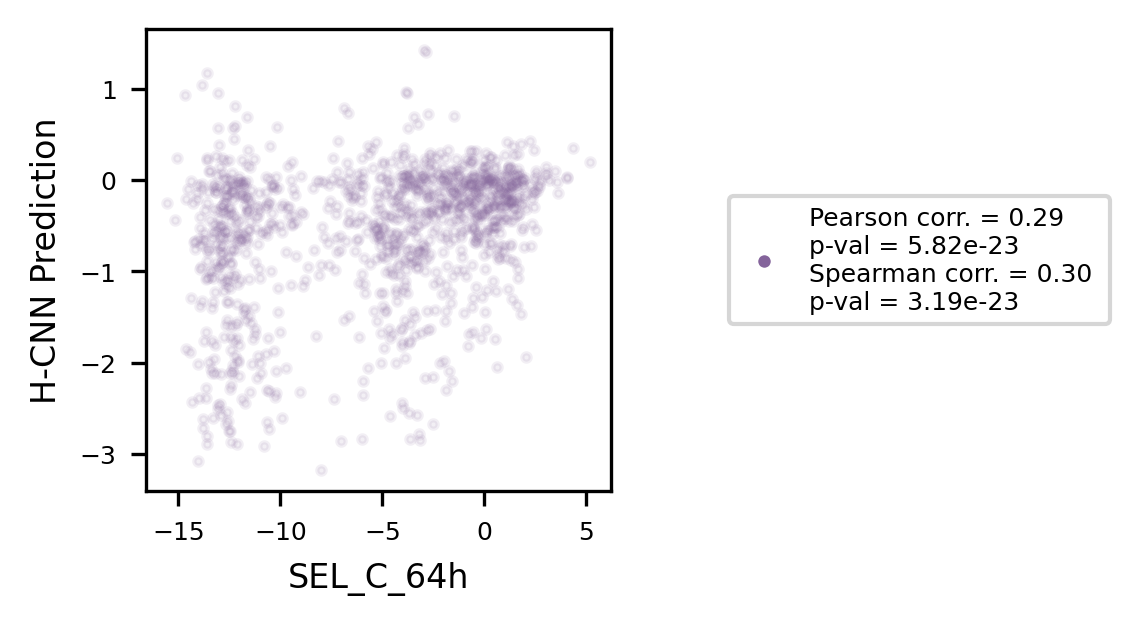 H-CNN Prediction
1
0
−1
−2
−3
−15
−10
−5
0
5
SEL_C_64h
Pearson corr. = 0.29
p-val = 5.82e-23
Spearman corr. = 0.30
p-val = 3.19e-23